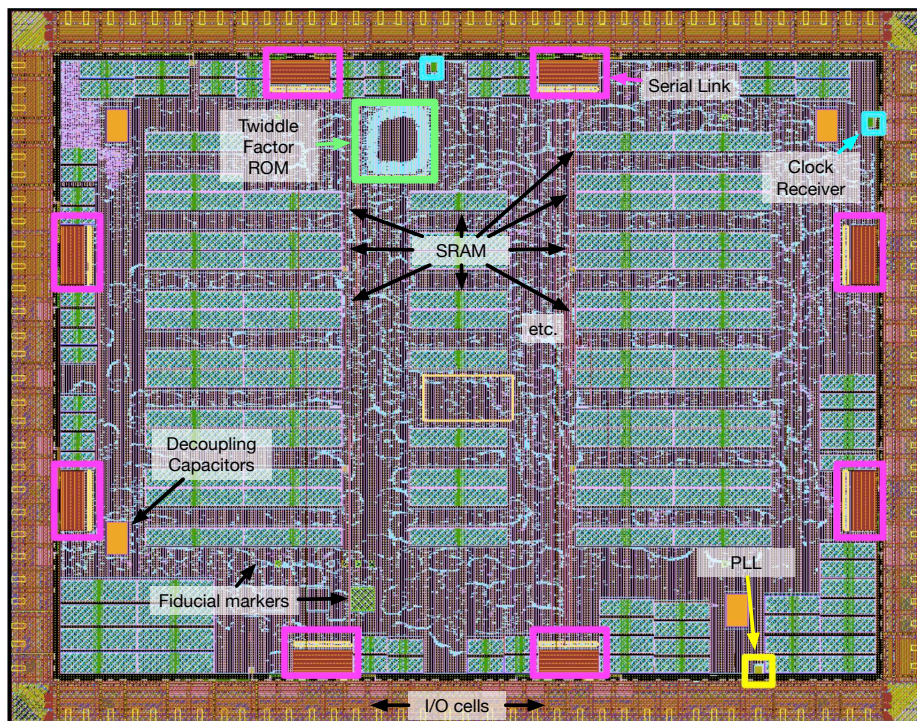 Serial Link
Twiddle
Factor
ROM
Clock
Receiver
SRAM
etc.
Decoupling
Capacitors
PLL
Fiducial markers
I/O cells